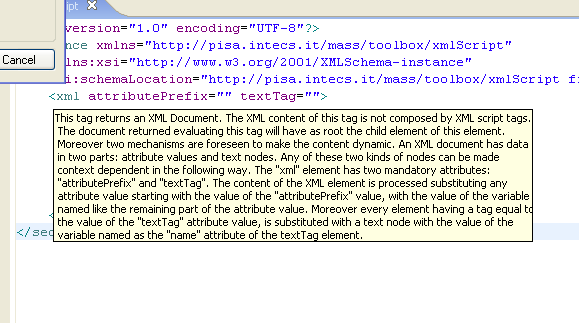 ript
version="1.0" encoding="UTF-8"?>
nce xmlns="http://pisa.intecs.it/mass/toolbox/xmlScript"
Cancel
lns:xsi="http://www.w3.org/2001/XMLSchema-instance"
i:schemaLocation="http://pisa.intecs.it/mass/toolbox/xmlScript fi
<xml attributePrefix="" textTag="">
This tag returns an XML Document. The XML content of this tag is not composed by XML script tags.
The document returned evaluating this tag will have as root the child element of this element.
Moreover two mechanisms are foreseen to make the content dynamic. An XML document has data
in two parts: attribute values and text nodes. Any of these two kinds of nodes can be made
context dependent in the following way. The "xml" element has two mandatory attributes:
"attributePrefix" and "textTag". The content of the XML element is processed substituting any
attribute value starting with the value of the "attributePrefix" value, with the value of the variable
named like the remaining part of the attribute value. Moreover every element having a tag equal to
the value of the "textTag" attribute value, is substituted with a text node with the value of the
variable named as the "name" attribute of the textTag element.
<
</sec